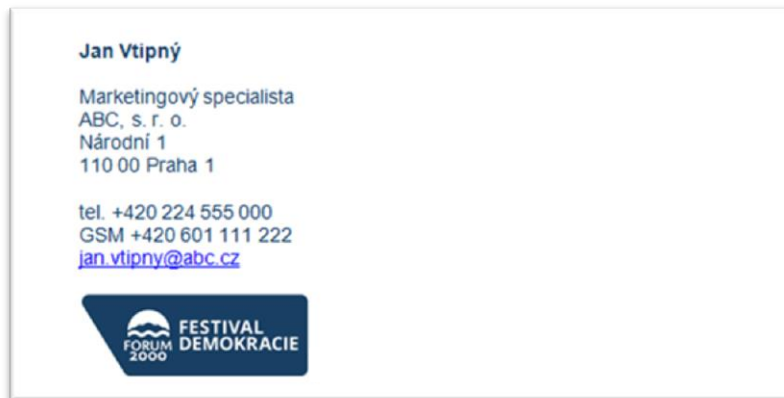 Jan Vtipný
Marketingový specialista
ABC, s. r. o.
Národní 1
110 00 Praha 1
tel. +420 224 555 000
GSM +420 601 111 222
jan.vtipny@abc.cz
FORUM
2000
FESTIVAL
DEMOKRACIE